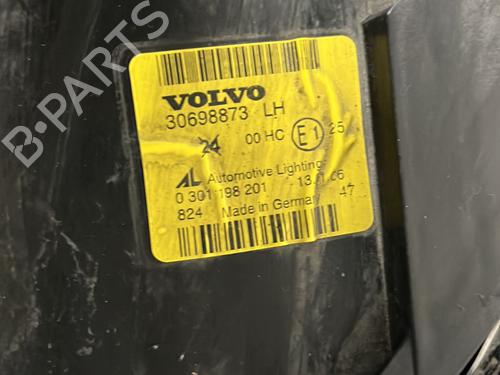 VOLVO
30698873 LH
24 00 HC E1 25
AL Automotive Lighting
0 301 198 201 13.11.06
824 Made in Germany 47
B-PARTS